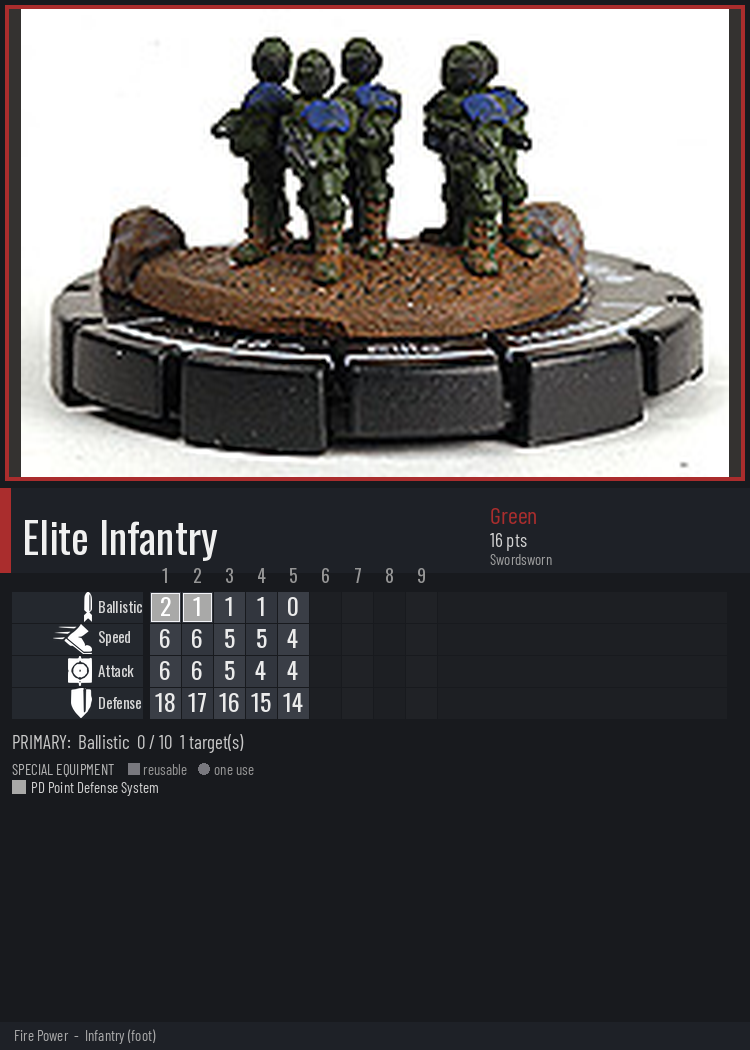 Elite Infantry
Green
16 pts
Swordsworn
1 2 3 4 5 6 7 8 9
Ballistic 2 1 1 1 0
Speed 6 6 5 5 4
Attack 6 6 5 4 4
Defense 18 17 16 15 14
PRIMARY: Ballistic 0 / 10 1 target(s)
SPECIAL EQUIPMENT reusable one use
PD Point Defense System
Fire Power - Infantry (foot)